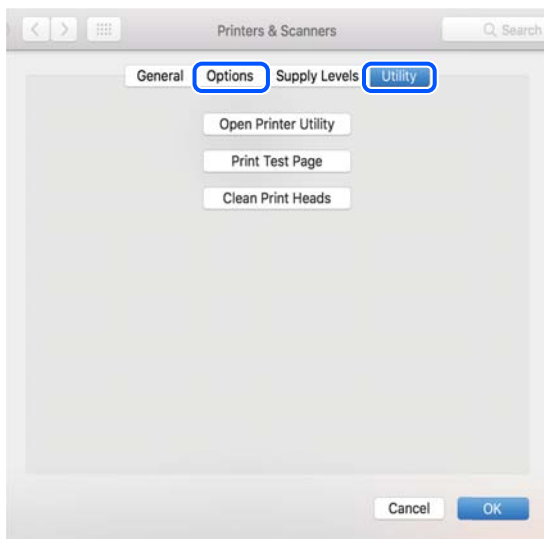 Printers & Scanners Search
General Options Supply Levels Utility
Open Printer Utility
Print Test Page
Clean Print Heads
Cancel OK